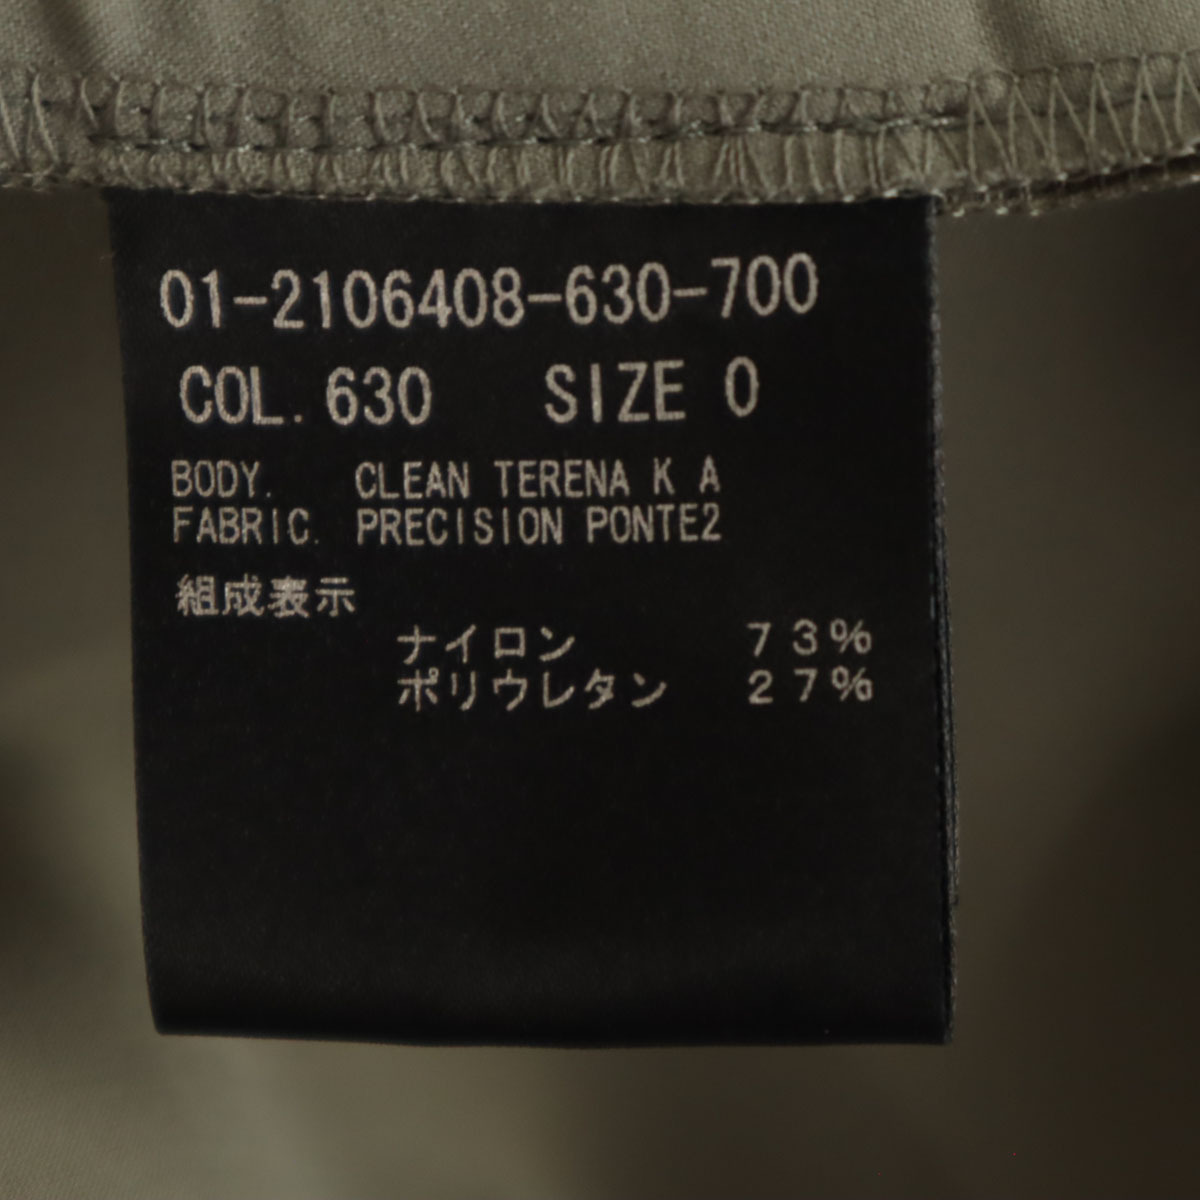 01-2106408-630-700
COL. 630 SIZE 0
BODY. CLEAN TERENA K A
FABRIC. PRECISION PONTE2
組成表示
ナイロン 73%
ポリウレタン 27%